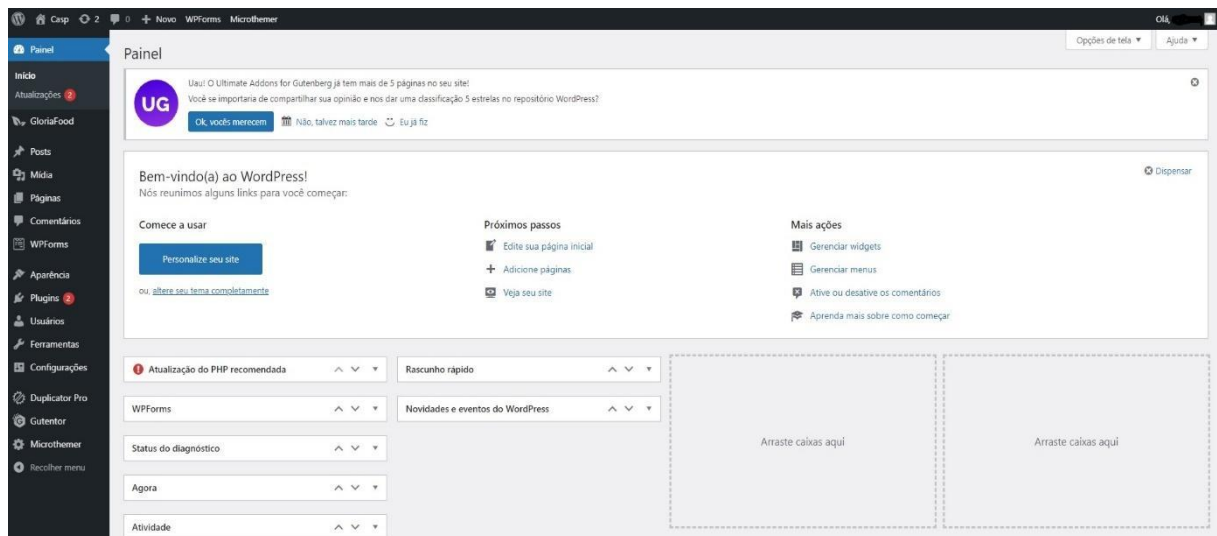 Casp 2 0 Novo WPForms Microthemer
Olá,
Painel
Início
Atualizações 2
GloriaFood
Posts
Mídia
Páginas
Comentários
WPForms
Aparência
Plugins 2
Usuários
Ferramentas
Configurações
Duplicator Pro
Gutentor
Microthemer
Recolher menu
Opções de tela
Ajuda
Painel
UG
Uau! O Ultimate Addons for Gutenberg já tem mais de 5 páginas no seu site!
Você se importaria de compartilhar sua opinião e nos dar uma classificação 5 estrelas no repositório WordPress?
Ok, vocês merecem Não, talvez mais tarde Eu já fiz
Bem-vindo(a) ao WordPress!
Dispensar
Nós reunimos alguns links para você começar:
Comece a usar
Personalize seu site
ou, altere seu tema completamente
Próximos passos
Edite sua página inicial
Adicione páginas
Veja seu site
Mais ações
Gerenciar widgets
Gerenciar menus
Ative ou desative os comentários
Aprenda mais sobre como começar
Atualização do PHP recomendada
WPForms
Status do diagnóstico
Agora
Atividade
Rascunho rápido
Novidades e eventos do WordPress
Arraste caixas aqui
Arraste caixas aqui